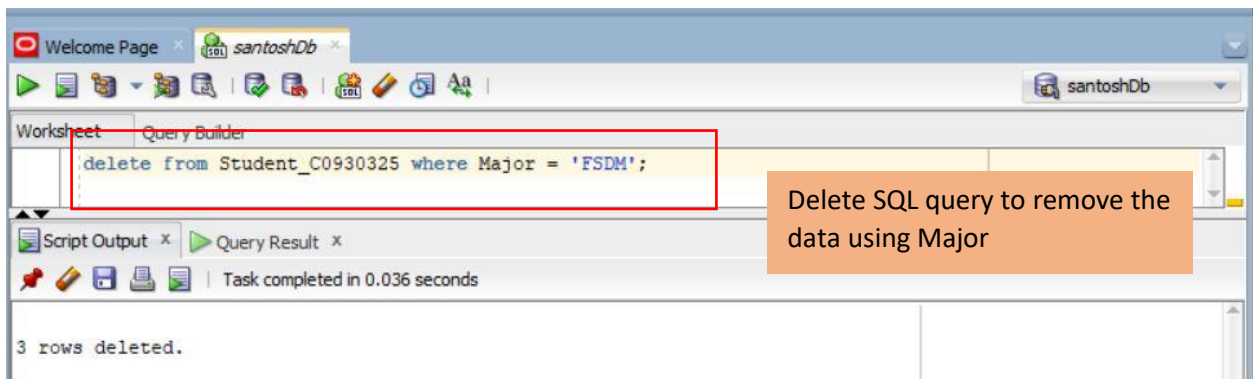 Welcome Page
santoshDb
santoshDb
Worksheet Query Builder
delete from Student_C0930325 where Major = 'FSDM';
Delete SQL query to remove the
data using Major
Script Output x Query Result x
Task completed in 0.036 seconds
3 rows deleted.